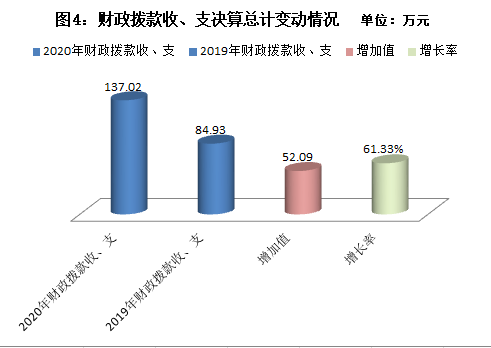 图4：财政拨款收、支决算总计变动情况 单位：万元
2020年财政拨款收、支 2019年财政拨款收、支 增加值 增长率
137.02
84.93
52.09
61.33%
2020年财政拨款收、支
2019年财政拨款收、支
增加值
增长率